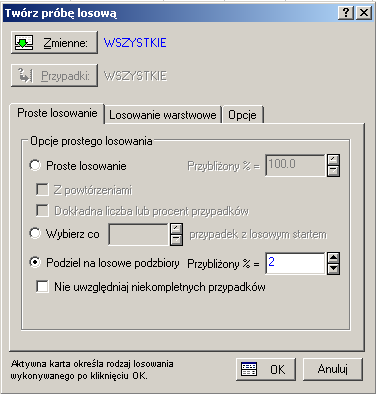 Twórz próbę losową
Zmienne: WSZYSTKIE
Przypadki: WSZYSTKIE
Proste losowanie Losowanie warstwowe Opcje
Opcje prostego losowania
Proste losowanie Przybliżony % = 100.0
Z powtórzeniami
Dokładna liczba lub procent przypadków
Wybierz co przypadek z losowym startem
Podziel na losowe podzbiory Przybliżony % = 2
Nie uwzględniaj niekompletnych przypadków
Aktywna karta określa rodzaj losowania
wykonywanego po kliknięciu OK.
OK Anuluj